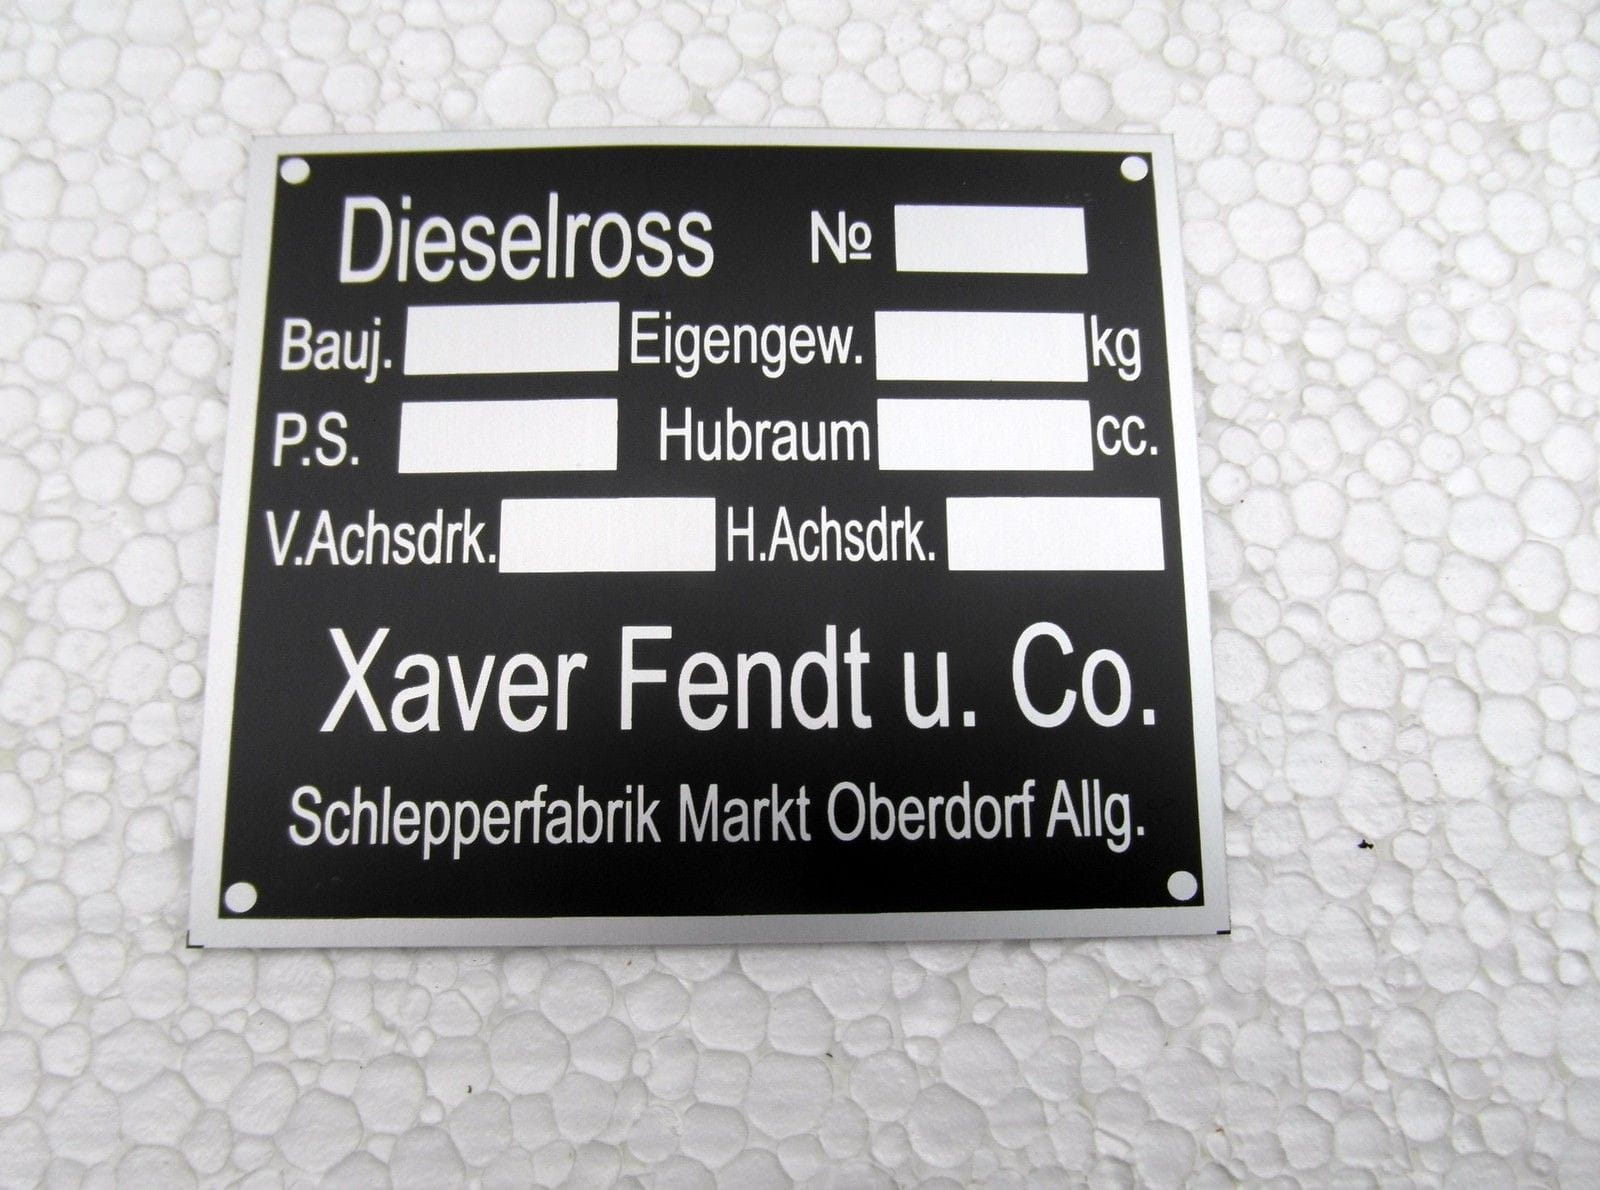 Dieselross № 
Bauj. Eigengew. kg
P.S. Hubraum cc.
V.Achsdrk. H.Achsdrk.
Xaver Fendt u. Co.
Schlepperfabrik Markt Oberdorf Allg.